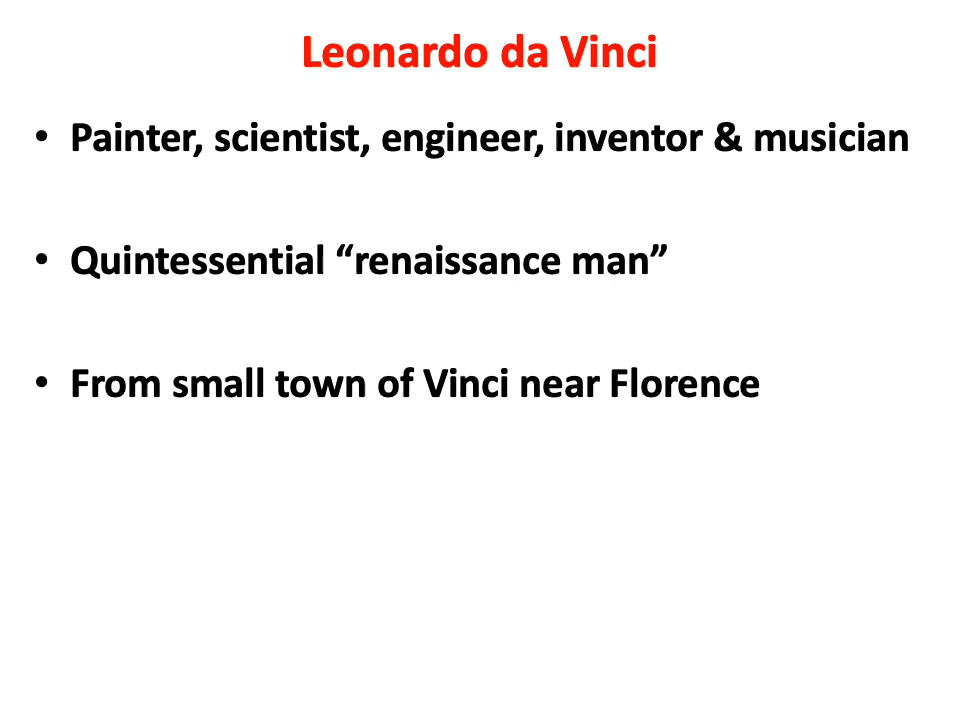 Leonardo da Vinci
• Painter, scientist, engineer, inventor & musician
• Quintessential “renaissance man”
• From small town of Vinci near Florence